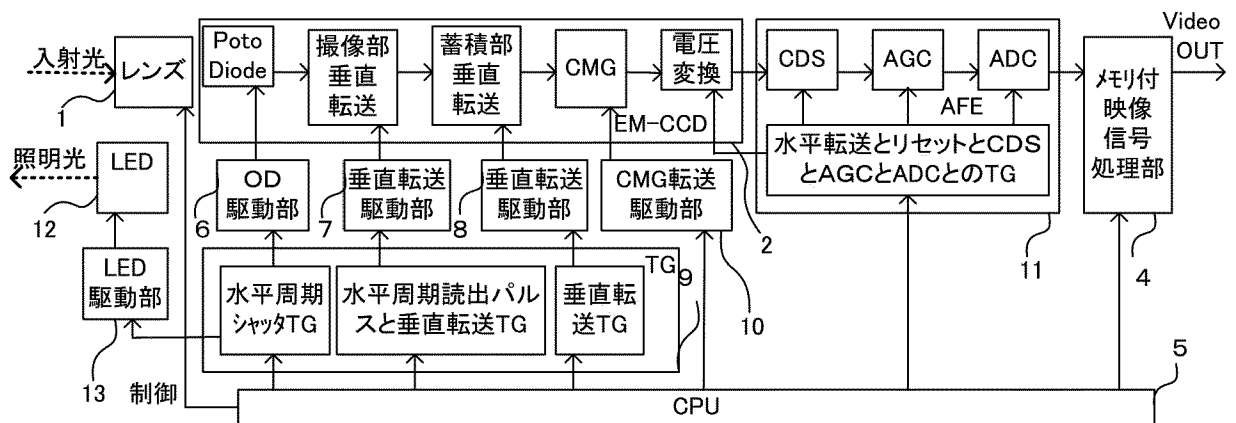 入射光
レンズ
1
Poto
Diode
撮像部
垂直
転送
蓄積部
垂直
転送
CMG
電圧
変換
EM-CCD
CDS
AGC
ADC
AFE
水平転送とリセットとCDS
とAGCとADCとのTG
メモリ付
映像
信号
処理部
Video
OUT
照明光
LED
12
OD
駆動部
6
垂直転送
駆動部
7
垂直転送
駆動部
8
CMG転送
駆動部
2
11
4
LED
駆動部
13
TG
9
水平周期
シャッタTG
水平周期読出パル
スと垂直転送TG
垂直転
送TG
10
制御
CPU
5